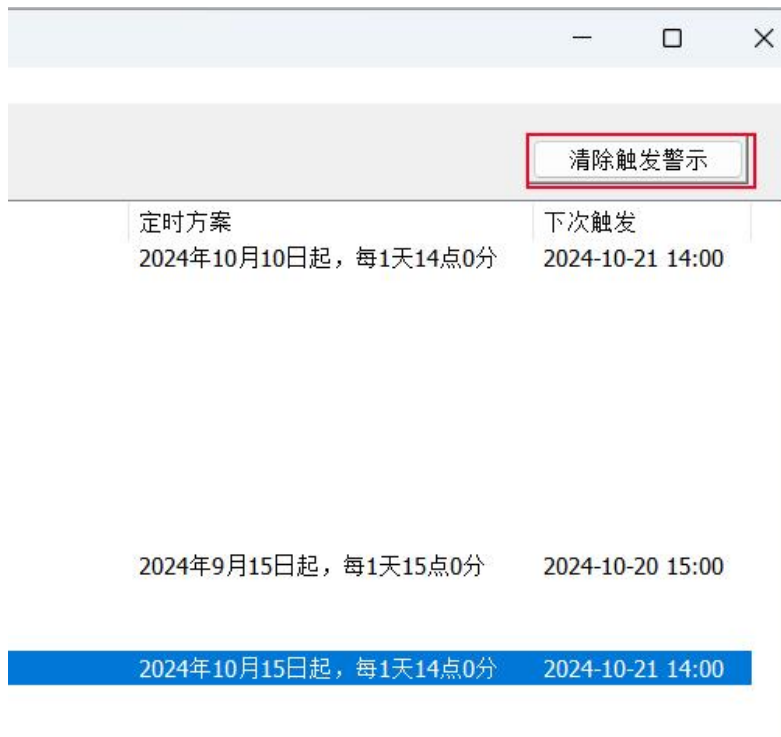 清除触发警示
定时方案 下次触发
2024年10月10日起，每1天14点0分 2024-10-21 14:00
2024年9月15日起，每1天15点0分 2024-10-20 15:00
2024年10月15日起，每1天14点0分 2024-10-21 14:00